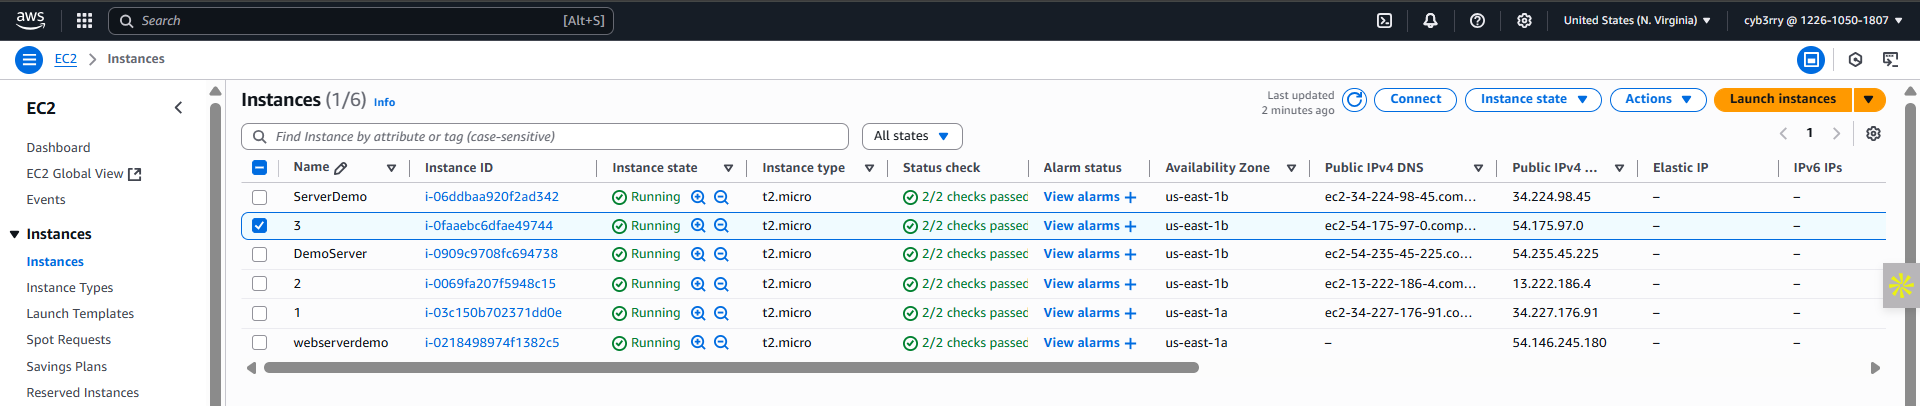 aws Search [Alt+S] United States (N. Virginia) cyb3rry @ 1226-1050-1807
EC2 Instances
EC2
Dashboard
EC2 Global View
Events
Instances
Instances
Instance Types
Launch Templates
Spot Requests
Savings Plans
Reserved Instances
Instances (1/6) Info
Last updated
2 minutes ago
Connect Instance state Actions Launch instances
Find Instance by attribute or tag (case-sensitive) All states 1
Name Instance ID Instance state Instance type Status check Alarm status Availability Zone Public IPv4 DNS Public IPv4 ... Elastic IP IPv6 IPs
ServerDemo i-06ddbaa920f2ad342 Running t2.micro 2/2 checks passed View alarms + us-east-1b ec2-34-224-98-45.com... 34.224.98.45 – –
3 i-0faaebc6dfae49744 Running t2.micro 2/2 checks passed View alarms + us-east-1b ec2-54-175-97-0.comp... 54.175.97.0 – –
DemoServer i-0909c9708fc694738 Running t2.micro 2/2 checks passed View alarms + us-east-1b ec2-54-235-45-225.co... 54.235.45.225 – –
2 i-0069fa207f5948c15 Running t2.micro 2/2 checks passed View alarms + us-east-1b ec2-13-222-186-4.com... 13.222.186.4 – –
1 i-03c150b702371dd0e Running t2.micro 2/2 checks passed View alarms + us-east-1a ec2-34-227-176-91.co... 34.227.176.91 – –
webserverdemo i-0218498974f1382c5 Running t2.micro 2/2 checks passed View alarms + us-east-1a – 54.146.245.180 – –